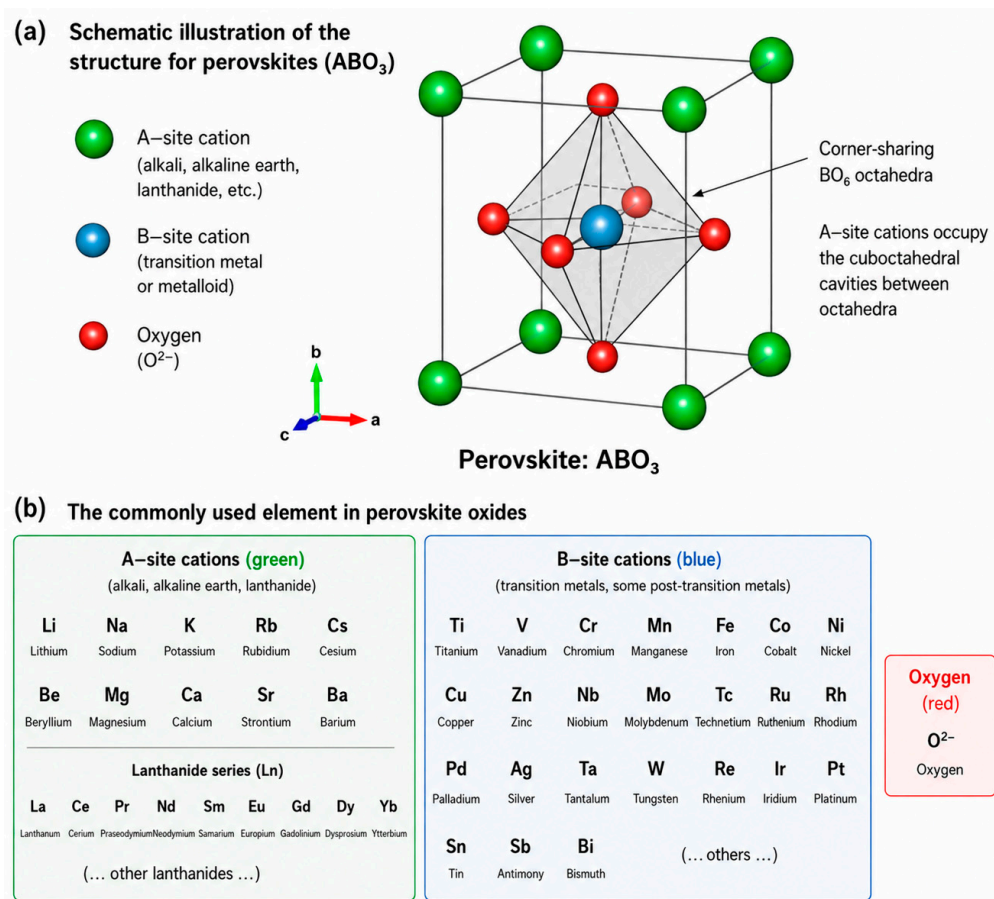 (a) Schematic illustration of the
structure for perovskites (ABO₃)
A–site cation
(alkali, alkaline earth,
lanthanide, etc.)
B–site cation
(transition metal
or metalloid)
Oxygen
(O²⁻)
b
a
c
Corner-sharing
BO₆ octahedra
A–site cations occupy
the cuboctahedral
cavities between
octahedra
Perovskite: ABO₃
(b) The commonly used element in perovskite oxides
A–site cations (green)
(alkali, alkaline earth, lanthanide)
Li Na K Rb Cs
Lithium Sodium Potassium Rubidium Cesium
Be Mg Ca Sr Ba
Beryllium Magnesium Calcium Strontium Barium
Lanthanide series (Ln)
La Ce Pr Nd Sm Eu Gd Dy Yb
Lanthanum Cerium Praseodymium Neodymium Samarium Europium Gadolinium Dysprosium Ytterbium
(... other lanthanides ...)
B–site cations (blue)
(transition metals, some post-transition metals)
Ti V Cr Mn Fe Co Ni
Titanium Vanadium Chromium Manganese Iron Cobalt Nickel
Cu Zn Nb Mo Tc Ru Rh
Copper Zinc Niobium Molybdenum Technetium Ruthenium Rhodium
Pd Ag Ta W Re Ir Pt
Palladium Silver Tantalum Tungsten Rhenium Iridium Platinum
Sn Sb Bi (... others ...)
Tin Antimony Bismuth
Oxygen
(red)
O²⁻
Oxygen